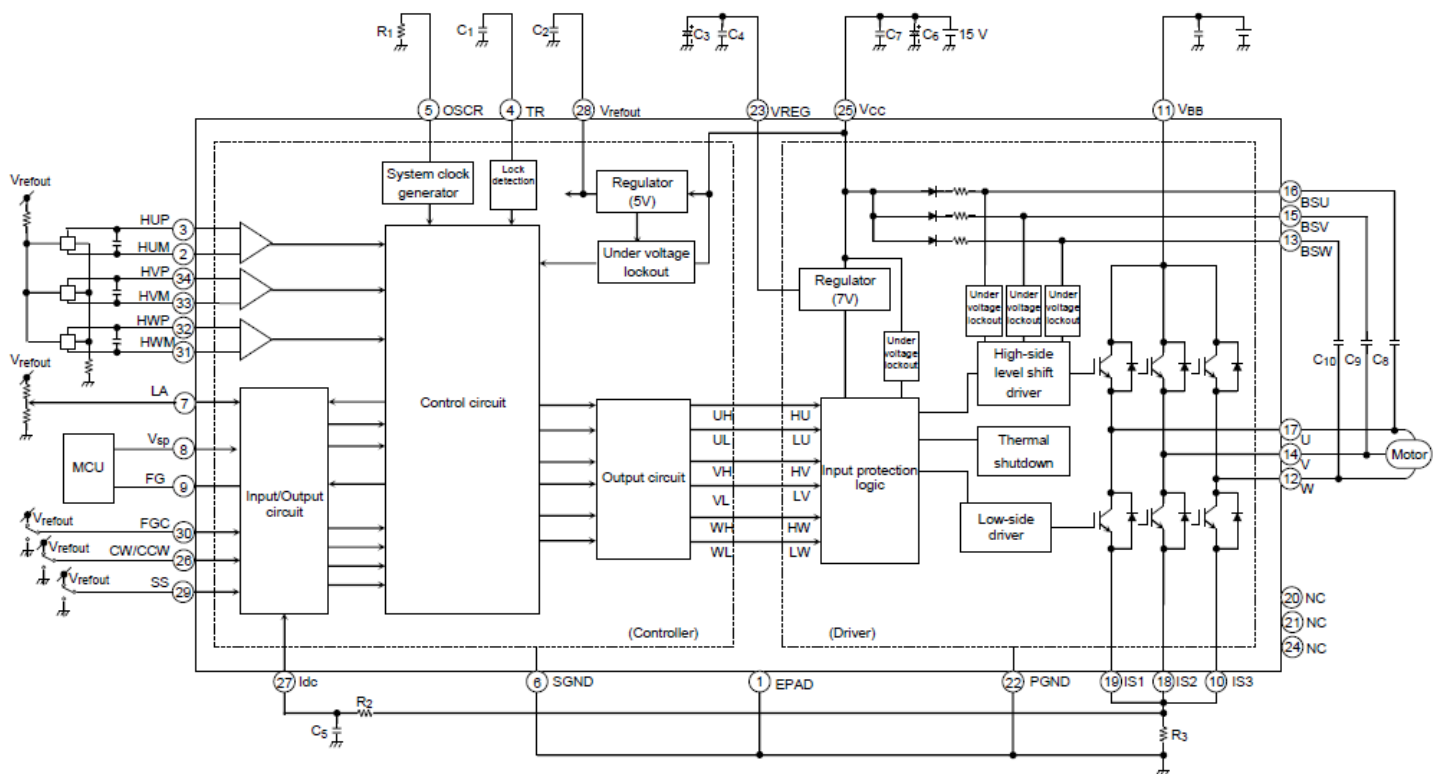 R1
C1
C2
C3
C4
C7
C6
15 V
5 OSCR
4 TR
28 Vrefout
23 VREG
25 VCC
11 VBB
System clock
generator
Lock
detection
Regulator
(5V)
Under voltage
lockout
Vrefout
HUP
3
HUM
2
HVP
34
HVM
33
HWP
32
HWM
31
Vrefout
LA
7
Vsp
8
MCU
FG
9
Vrefout
FGC
30
Vrefout
CW/CCW
26
Vrefout
SS
29
Input/Output
circuit
Control circuit
Output circuit
UH
UL
VH
VL
WH
WL
HU
LU
HV
LV
HW
LW
(Controller)
Regulator
(7V)
Under
voltage
lockout
Under
voltage
lockout
Under
voltage
lockout
Under
voltage
lockout
High-side
level shift
driver
Input protection
logic
Thermal
shutdown
Low-side
driver
(Driver)
16
BSU
15
BSV
13
BSW
C10
C9
C8
17
U
14
V
12
W
Motor
20 NC
21 NC
24 NC
27 Idc
6 SGND
1 EPAD
22 PGND
19 IS1
18 IS2
10 IS3
R2
C5
R3